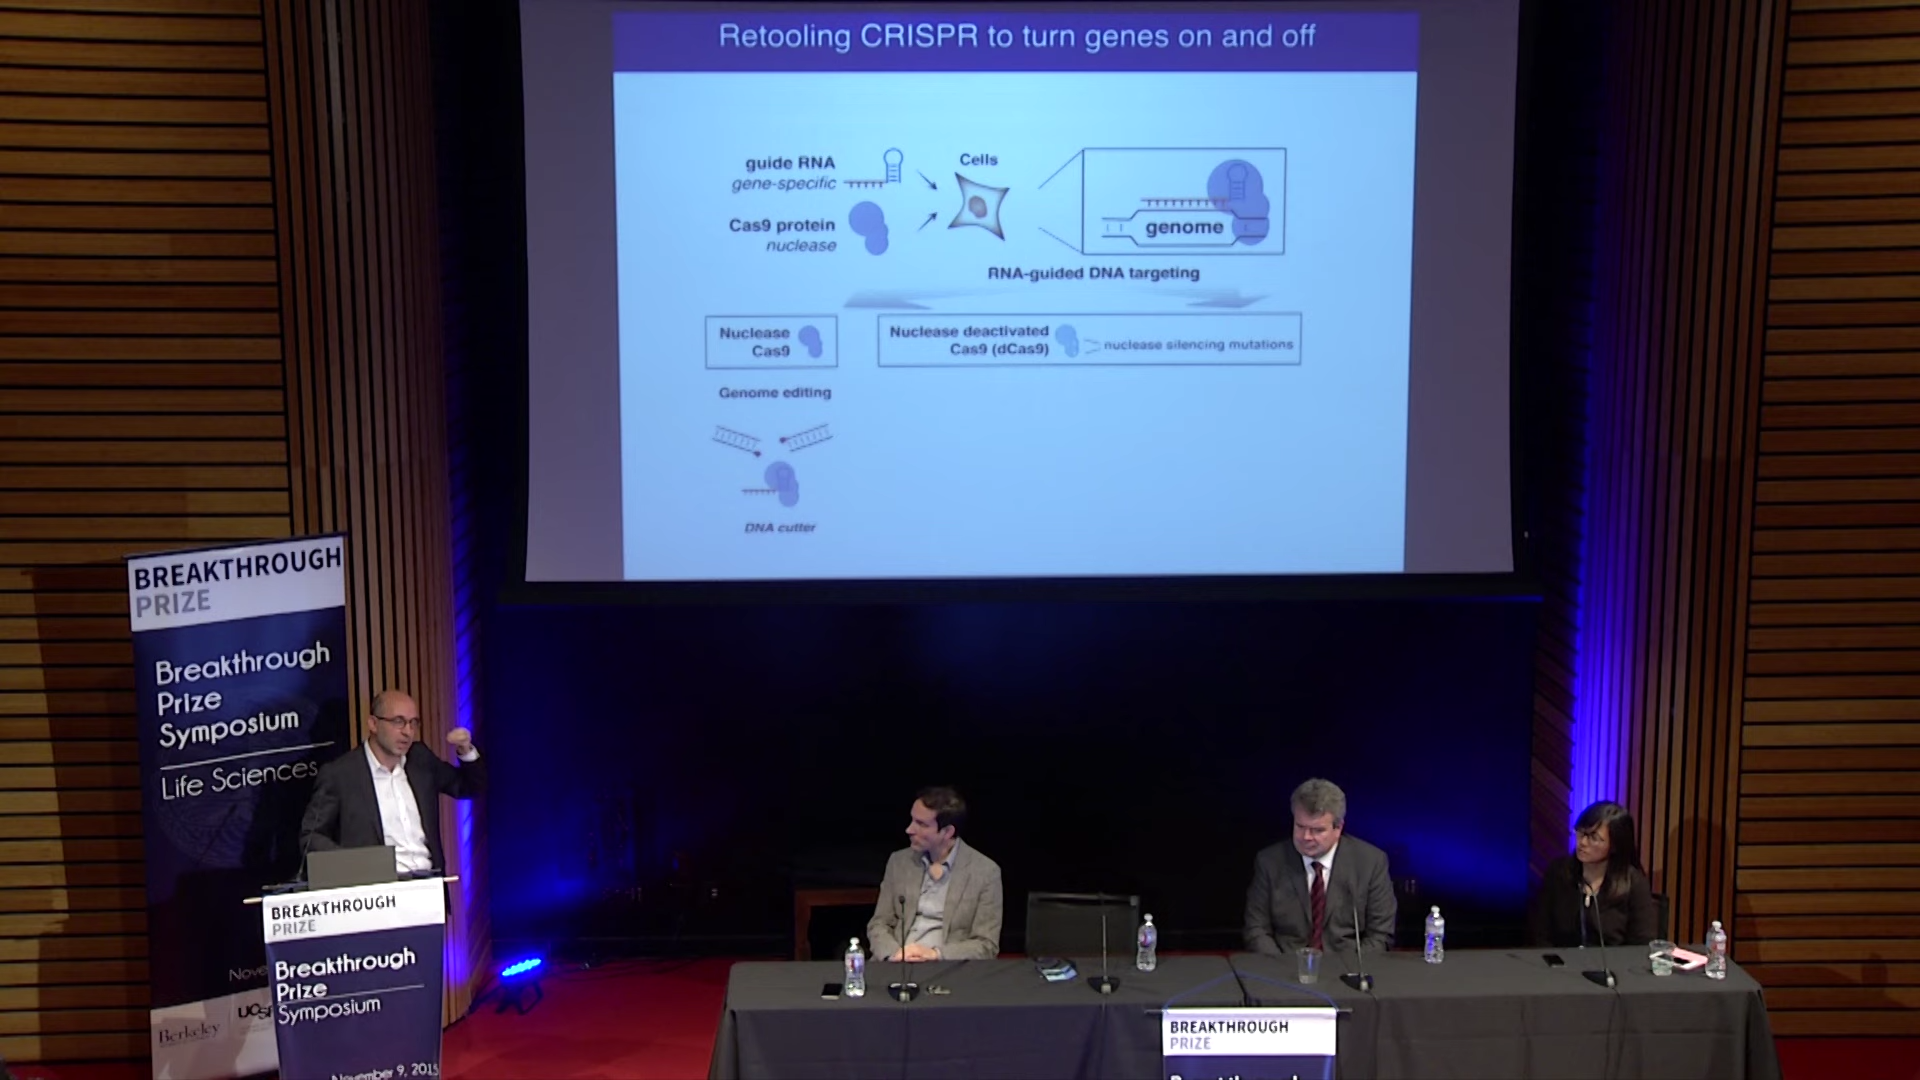 Retooling CRISPR to turn genes on and off
guide RNA
gene-specific
Cas9 protein
nuclease
Cells
genome
RNA-guided DNA targeting
Nuclease
Cas9
Nuclease deactivated
Cas9 (dCas9)
nuclease silencing mutations
Genome editing
DNA cutter
BREAKTHROUGH
PRIZE
Breakthrough
Prize
Symposium
Life Sciences
Berkeley
BREAKTHROUGH
PRIZE
Breakthrough
Prize
Symposium
November 9, 2015
BREAKTHROUGH
PRIZE